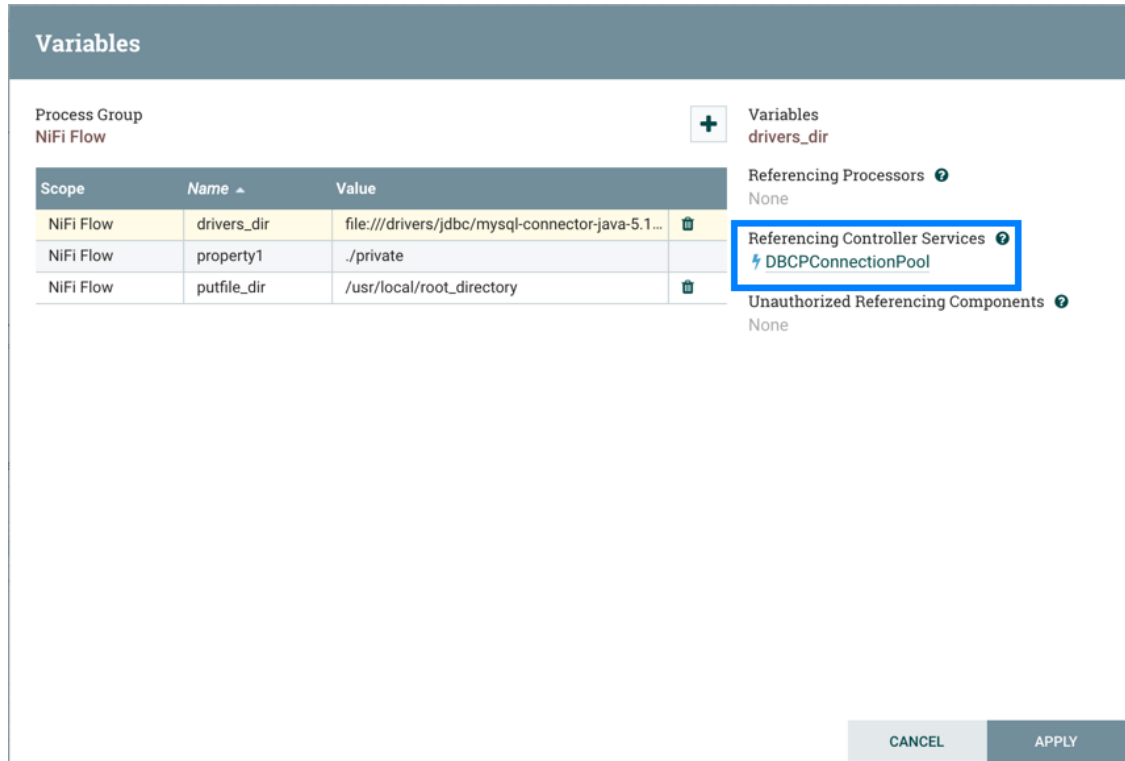 Variables
Process Group
NiFi Flow
Scope Name Value
NiFi Flow drivers_dir file:///drivers/jdbc/mysql-connector-java-5.1...
NiFi Flow property1 ./private
NiFi Flow putfile_dir /usr/local/root_directory
Variables
drivers_dir
Referencing Processors
None
Referencing Controller Services
DBCPConnectionPool
Unauthorized Referencing Components
None
CANCEL APPLY